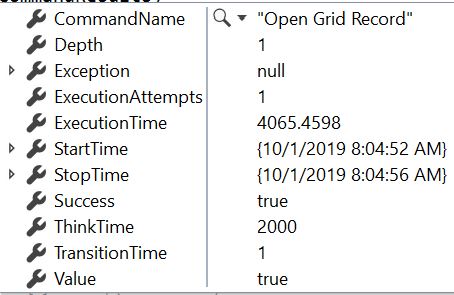 CommandName "Open Grid Record"
Depth 1
Exception null
ExecutionAttempts 1
ExecutionTime 4065.4598
StartTime {10/1/2019 8:04:52 AM}
StopTime {10/1/2019 8:04:56 AM}
Success true
ThinkTime 2000
TransitionTime 1
Value true